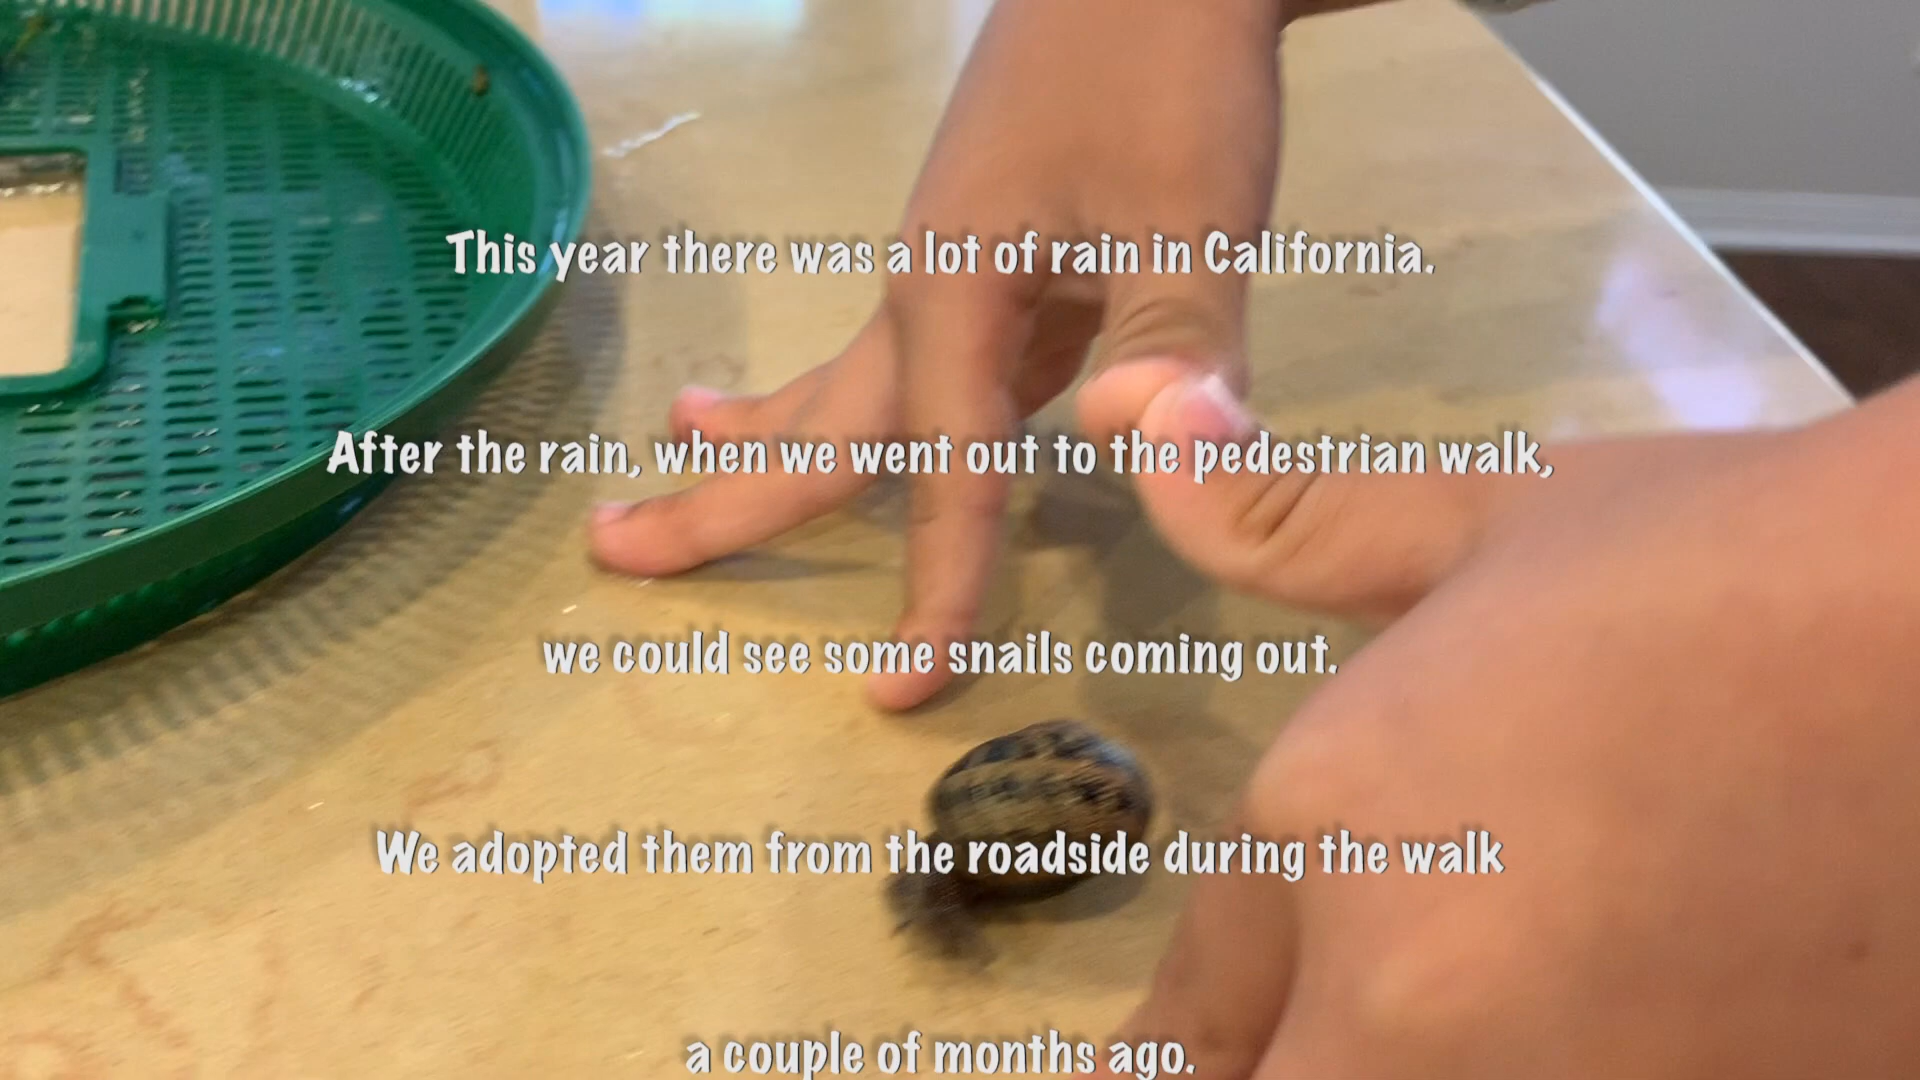 This year there was a lot of rain in California.
After the rain, when we went out to the pedestrian walk,
we could see some snails coming out.
We adopted them from the roadside during the walk
a couple of months ago.